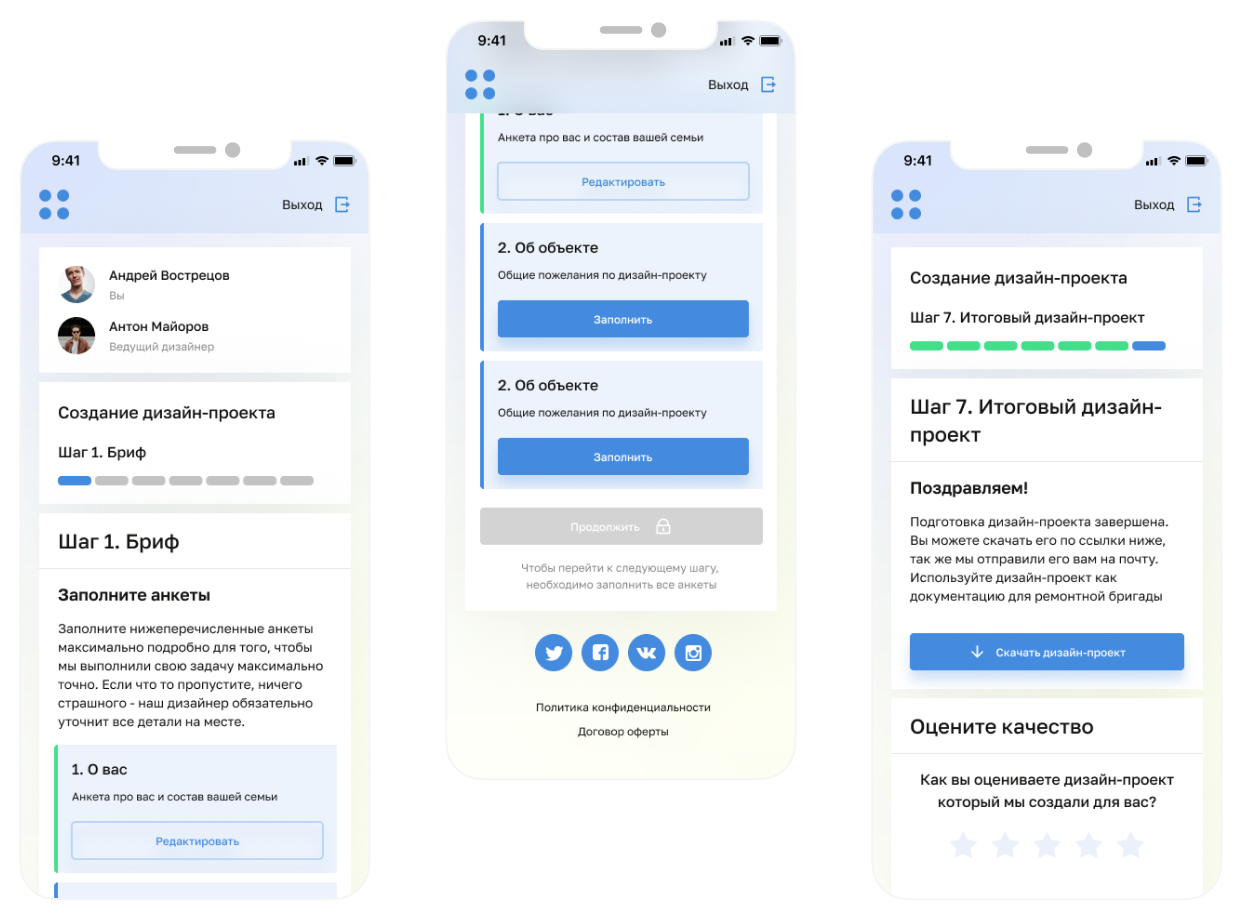 9:41
Выход
Андрей Вострецов
Вы
Антон Майоров
Ведущий дизайнер
Создание дизайн-проекта
Шаг 1. Бриф
Шаг 1. Бриф
Заполните анкеты
Заполните нижеперечисленные анкеты
максимально подробно для того, чтобы
мы выполнили свою задачу максимально
точно. Если что то пропустите, ничего
страшного - наш дизайнер обязательно
уточнит все детали на месте.
1. О вас
Анкета про вас и состав вашей семьи
Редактировать
9:41
Выход
1. О вас
Анкета про вас и состав вашей семьи
Редактировать
2. Об объекте
Общие пожелания по дизайн-проекту
Заполнить
2. Об объекте
Общие пожелания по дизайн-проекту
Заполнить
Продолжить
Чтобы перейти к следующему шагу,
необходимо заполнить все анкеты
Политика конфиденциальности
Договор оферты
9:41
Выход
Создание дизайн-проекта
Шаг 7. Итоговый дизайн-проект
Шаг 7. Итоговый дизайн-
проект
Поздравляем!
Подготовка дизайн-проекта завершена.
Вы можете скачать его по ссылки ниже,
так же мы отправили его вам на почту.
Используйте дизайн-проект как
документацию для ремонтной бригады
Скачать дизайн-проект
Оцените качество
Как вы оцениваете дизайн-проект
который мы создали для вас?